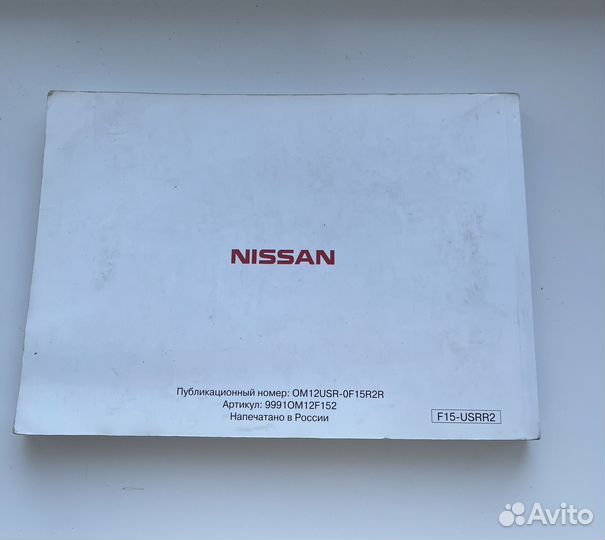 NISSAN
Публикационный номер: OM12USR-0F15R2R
Артикул: 9991OM12F152
Напечатано в России
F15-USRR2
Avito